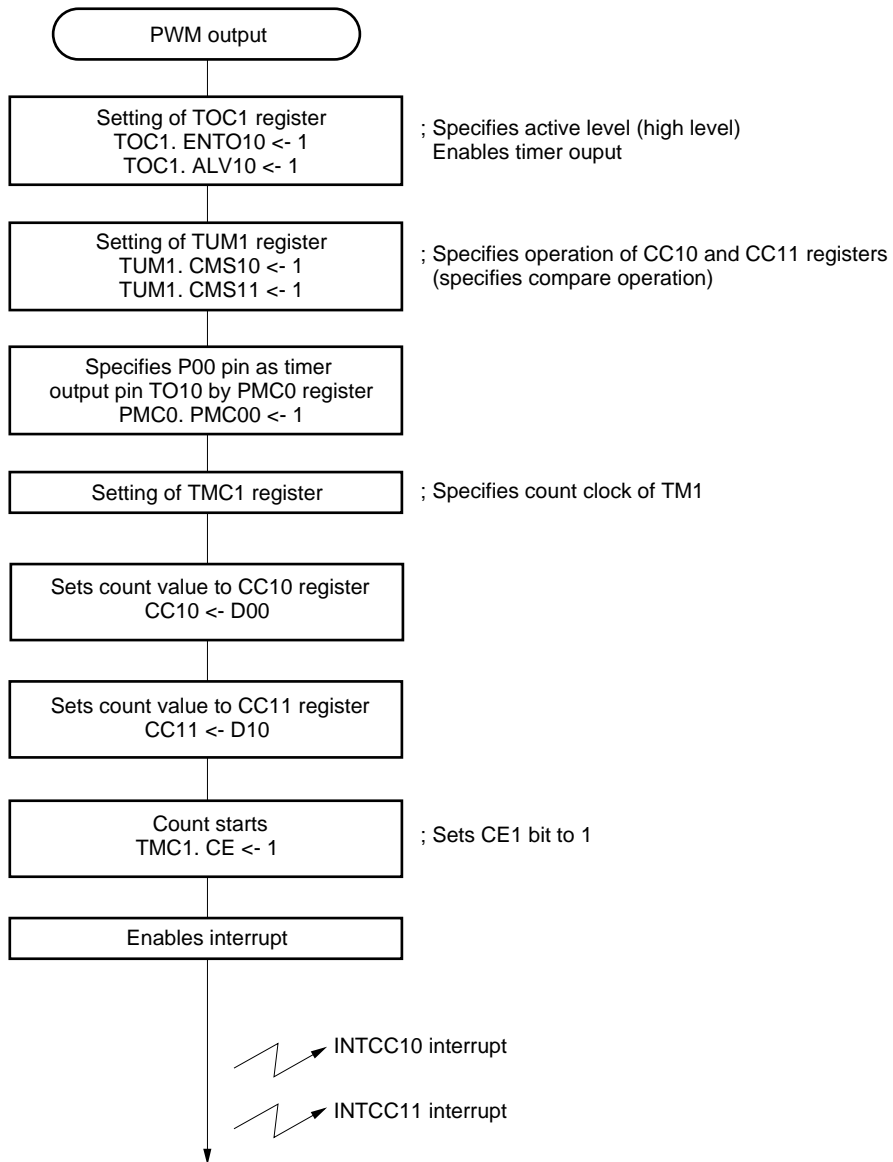 PWM output
Setting of TOC1 register
TOC1. ENTO10 <- 1
TOC1. ALV10 <- 1
; Specifies active level (high level)
Enables timer ouput
Setting of TUM1 register
TUM1. CMS10 <- 1
TUM1. CMS11 <- 1
; Specifies operation of CC10 and CC11 registers
(specifies compare operation)
Specifies P00 pin as timer
output pin TO10 by PMC0 register
PMC0. PMC00 <- 1
Setting of TMC1 register
; Specifies count clock of TM1
Sets count value to CC10 register
CC10 <- D00
Sets count value to CC11 register
CC11 <- D10
Count starts
TMC1. CE <- 1
; Sets CE1 bit to 1
Enables interrupt
INTCC10 interrupt
INTCC11 interrupt